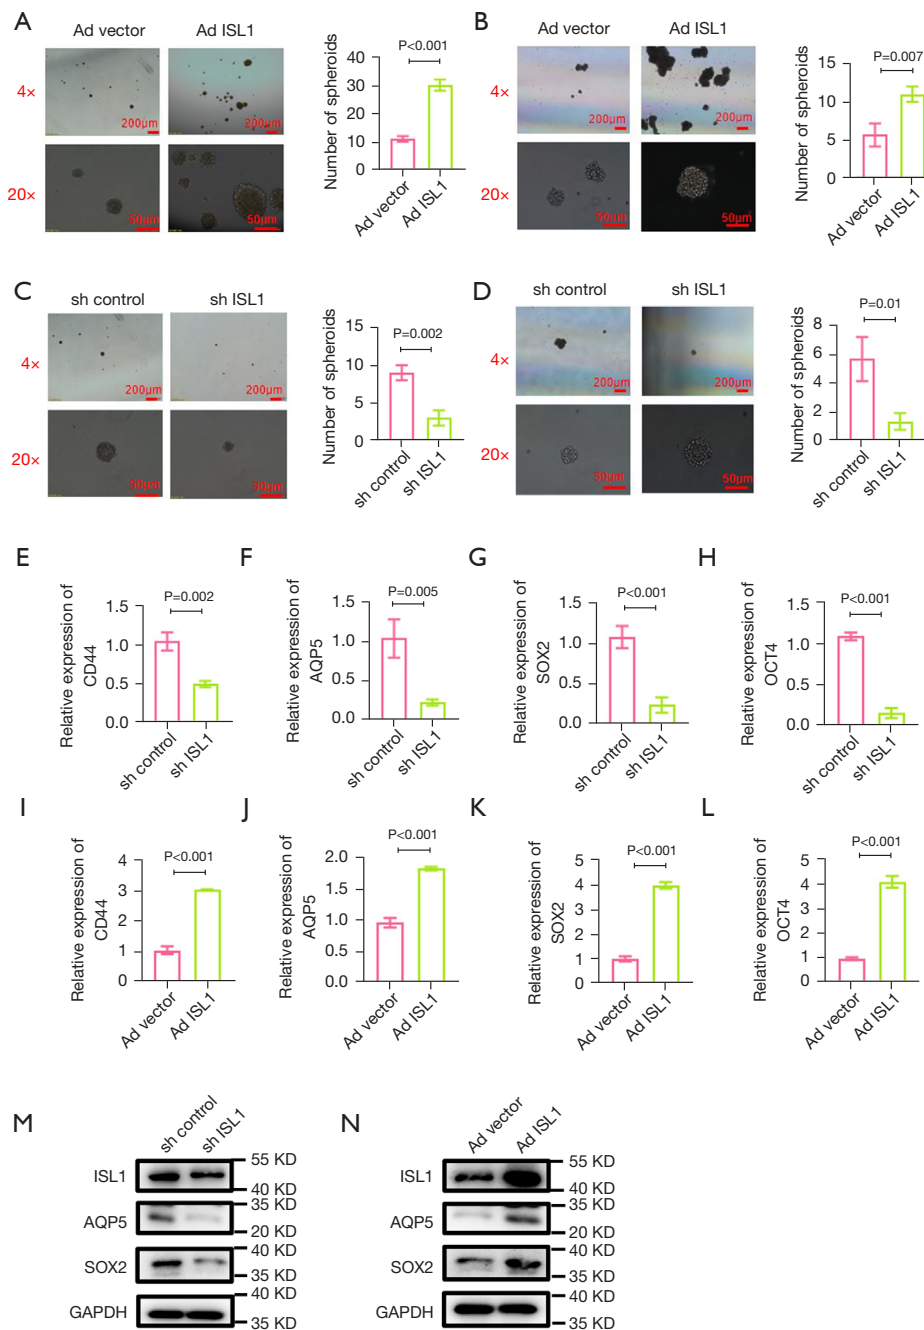 A
Ad vector
Ad ISL1
4×
200μm
200μm
20×
50μm
50μm
Number of spheroids
40
30
20
10
0
P<0.001
Ad vector
Ad ISL1
B
Ad vector
Ad ISL1
4×
200μm
200μm
20×
50μm
50μm
Number of spheroids
15
10
5
0
P=0.007
Ad vector
Ad ISL1
C
sh control
sh ISL1
4×
200μm
200μm
20×
50μm
50μm
Number of spheroids
15
10
5
0
P=0.002
sh control
sh ISL1
D
sh control
sh ISL1
4×
200μm
200μm
20×
50μm
50μm
Number of spheroids
8
6
4
2
0
P=0.01
sh control
sh ISL1
E
Relative expression of
CD44
1.5
1.0
0.5
0.0
P=0.002
sh control
sh ISL1
F
Relative expression of
AQP5
1.5
1.0
0.5
0.0
P=0.005
sh control
sh ISL1
G
Relative expression of
SOX2
1.5
1.0
0.5
0.0
P<0.001
sh control
sh ISL1
H
Relative expression of
OCT4
1.5
1.0
0.5
0.0
P<0.001
sh control
sh ISL1
I
Relative expression of
CD44
4
3
2
1
0
P<0.001
Ad vector
Ad ISL1
J
Relative expression of
AQP5
2.0
1.5
1.0
0.5
0.0
P<0.001
Ad vector
Ad ISL1
K
Relative expression of
SOX2
5
4
3
2
1
0
P<0.001
Ad vector
Ad ISL1
L
Relative expression of
OCT4
5
4
3
2
1
0
P<0.001
Ad vector
Ad ISL1
M
sh control
sh ISL1
ISL1
55 KD
40 KD
AQP5
35 KD
20 KD
SOX2
40 KD
35 KD
GAPDH
40 KD
35 KD
N
Ad vector
Ad ISL1
ISL1
55 KD
40 KD
AQP5
35 KD
20 KD
SOX2
40 KD
35 KD
GAPDH
40 KD
35 KD